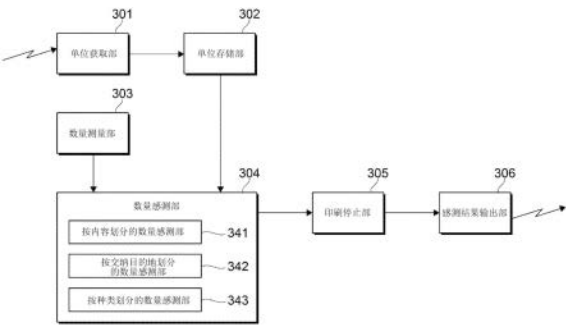 301
302
单位获取部
单位存储部
303
数量测量部
304
305
306
数量感测部
印刷停止部
感测结果输出部
按内容划分的数量感测部
341
按交纳目的地划分
的数量感测部
342
按种类划分的数量感测部
343